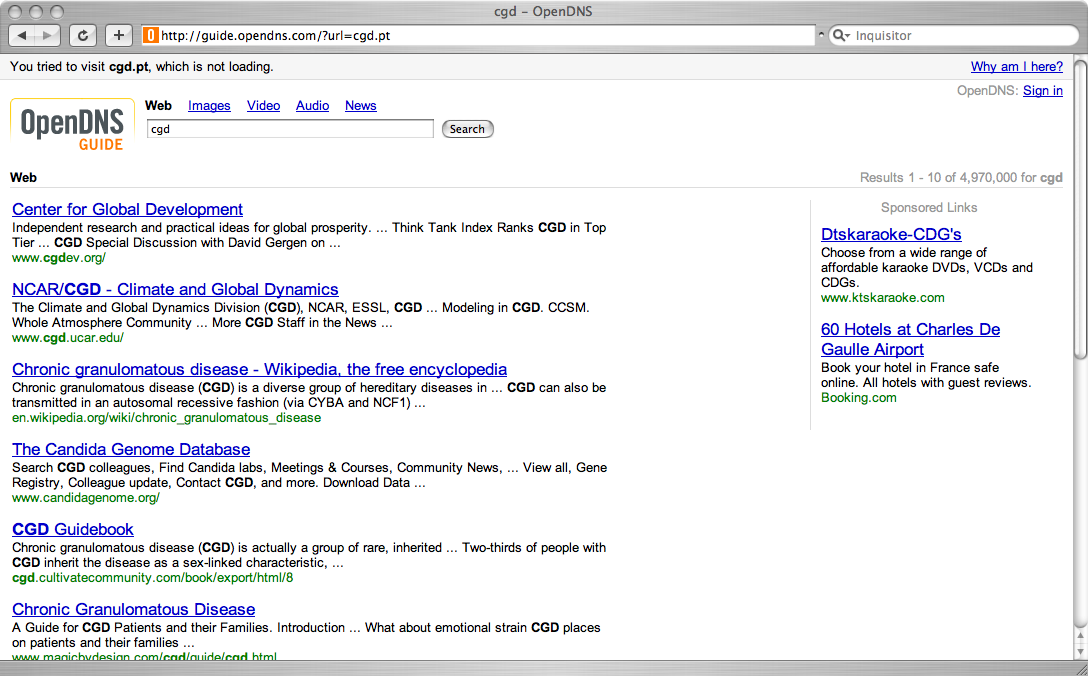 cgd – OpenDNS
http://guide.opendns.com/?url=cgd.pt
Inquisitor
You tried to visit cgd.pt, which is not loading.
Why am I here?
OpenDNS: Sign in
OpenDNS
GUIDE
Web Images Video Audio News
cgd
Search
Web
Results 1 - 10 of 4,970,000 for cgd
Center for Global Development
Independent research and practical ideas for global prosperity. ... Think Tank Index Ranks CGD in Top
Tier ... CGD Special Discussion with David Gergen on ...
www.cgdev.org/
NCAR/CGD - Climate and Global Dynamics
The Climate and Global Dynamics Division (CGD), NCAR, ESSL, CGD ... Modeling in CGD. CCSM.
Whole Atmosphere Community ... More CGD Staff in the News ...
www.cgd.ucar.edu/
Chronic granulomatous disease - Wikipedia, the free encyclopedia
Chronic granulomatous disease (CGD) is a diverse group of hereditary diseases in ... CGD can also be
transmitted in an autosomal recessive fashion (via CYBA and NCF1) ...
en.wikipedia.org/wiki/chronic_granulomatous_disease
The Candida Genome Database
Search CGD colleagues, Find Candida labs, Meetings & Courses, Community News, ... View all, Gene
Registry, Colleague update, Contact CGD, and more. Download Data ...
www.candidagenome.org/
CGD Guidebook
Chronic granulomatous disease (CGD) is actually a group of rare, inherited ... Two-thirds of people with
CGD inherit the disease as a sex-linked characteristic, ...
cgd.cultivatecommunity.com/book/export/html/8
Chronic Granulomatous Disease
A Guide for CGD Patients and their Families. Introduction ... What about emotional strain CGD places
on patients and their families ...
www.magicbydesign.com/cgd/guide/cgd.html
Sponsored Links
Dtskaraoke-CDG's
Choose from a wide range of
affordable karaoke DVDs, VCDs and
CDGs.
www.ktskaraoke.com
60 Hotels at Charles De
Gaulle Airport
Book your hotel in France safe
online. All hotels with guest reviews.
Booking.com